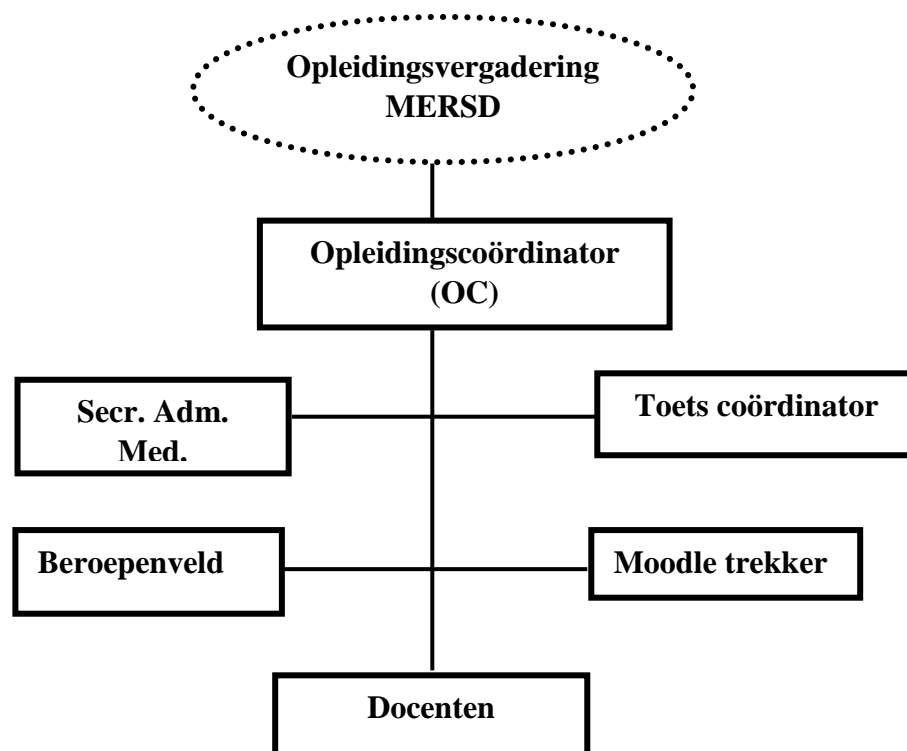 Opleidingsvergadering
MERSD
Opleidingscoördinator
(OC)
Secr. Adm.
Med.
Toets coördinator
Beroepenveld
Moodle trekker
Docenten